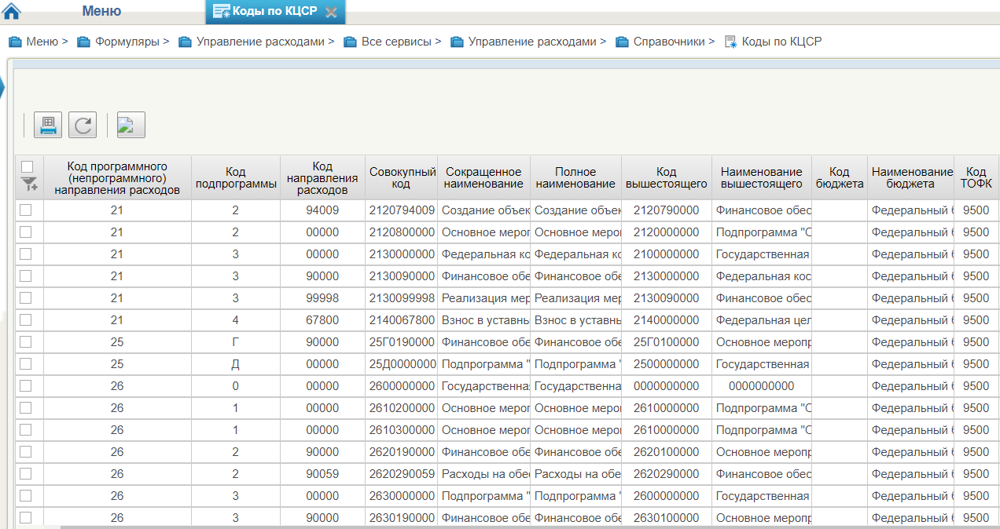 Меню
Коды по КЦСР
Меню > Формуляры > Управление расходами > Все сервисы > Управление расходами > Справочники > Коды по КЦСР
Код программного (непрограммного) направления расходов Код подпрограммы Код направления расходов Совокупный код Сокращенное наименование Полное наименование Код вышестоящего Наименование вышестоящего Код бюджета Наименование бюджета Код ТОФК
21 2 94009 2120794009 Создание объек Создание объек 2120790000 Финансовое обес Федеральный б 9500
21 2 00000 2120800000 Основное мероп Основное мероп 2120000000 Подпрограмма "С Федеральный б 9500
21 3 00000 2130000000 Федеральная ко Федеральная ко 2100000000 Государственная Федеральный б 9500
21 3 90000 2130090000 Финансовое обе Финансовое обе 2130000000 Федеральная кос Федеральный б 9500
21 3 99998 2130099998 Реализация мер Реализация мер 2130090000 Финансовое обес Федеральный б 9500
21 4 67800 2140067800 Взнос в уставны Взнос в уставны 2140000000 Федеральная цел Федеральный б 9500
25 Г 90000 25Г0190000 Финансовое обе Финансовое обе 25Г0100000 Основное меропр Федеральный б 9500
25 Д 00000 25Д0000000 Подпрограмма " Подпрограмма " 2500000000 Государственная Федеральный б 9500
26 0 00000 2600000000 Государственна Государственна 0000000000 0000000000 Федеральный б 9500
26 1 00000 2610200000 Основное мероп Основное мероп 2610000000 Подпрограмма "С Федеральный б 9500
26 1 00000 2610300000 Основное мероп Основное мероп 2610000000 Подпрограмма "С Федеральный б 9500
26 2 90000 2620190000 Финансовое обе Финансовое обе 2620100000 Основное меропр Федеральный б 9500
26 2 90059 2620290059 Расходы на обе Расходы на обе 2620290000 Финансовое обес Федеральный б 9500
26 3 00000 2630000000 Подпрограмма " Подпрограмма " 2600000000 Государственная Федеральный б 9500
26 3 90000 2630190000 Финансовое обе Финансовое обе 2630100000 Основное меропр Федеральный б 9500